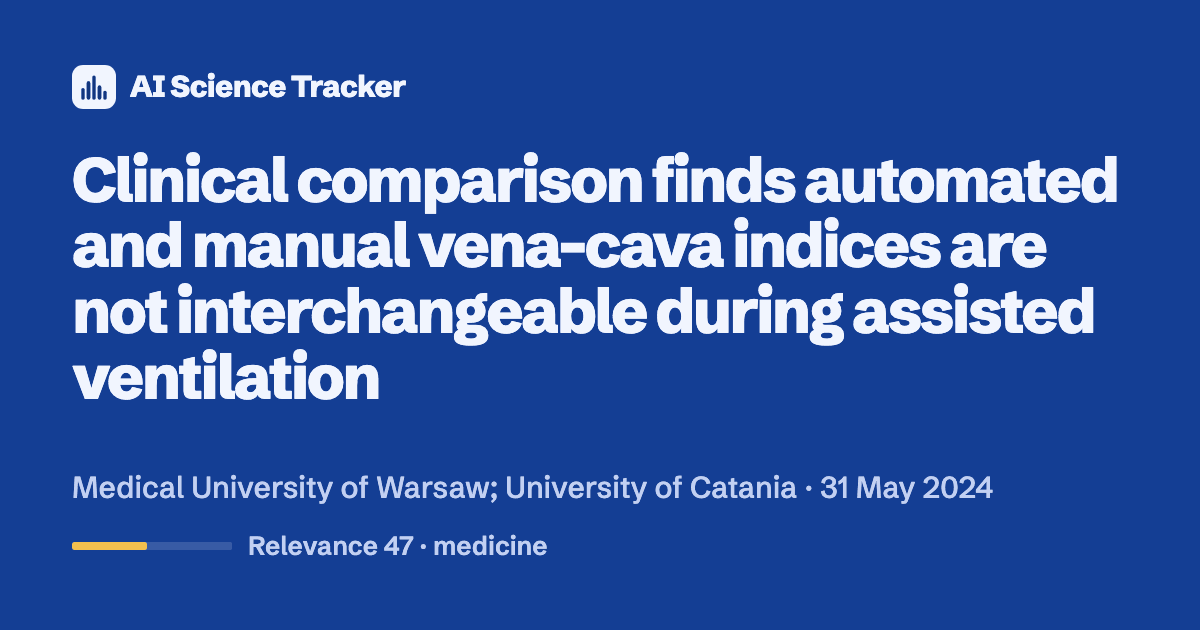 AI Science Tracker
Clinical comparison finds automated
and manual vena-cava indices are
not interchangeable during assisted
ventilation
Medical University of Warsaw; University of Catania · 31 May 2024
Relevance 47 · medicine